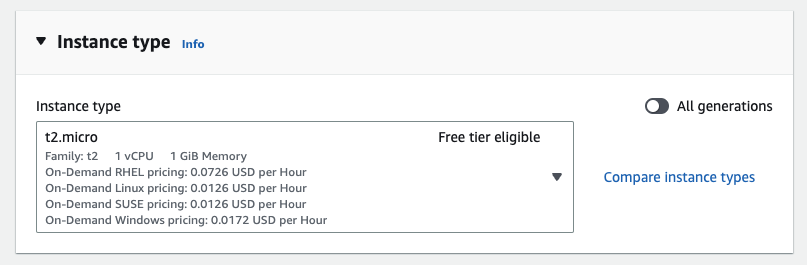 Instance type Info
Instance type
All generations
t2.micro Free tier eligible
Family: t2 1 vCPU 1 GiB Memory
On-Demand RHEL pricing: 0.0726 USD per Hour
On-Demand Linux pricing: 0.0126 USD per Hour
On-Demand SUSE pricing: 0.0126 USD per Hour
On-Demand Windows pricing: 0.0172 USD per Hour
Compare instance types